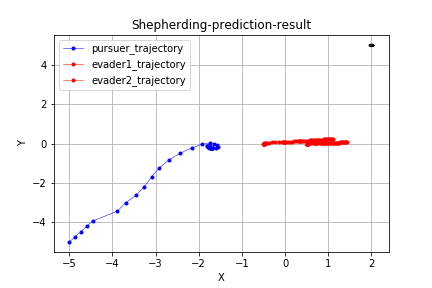 Shepherding-prediction-result
pursuer_trajectory
evader1_trajectory
evader2_trajectory
4
2
0
−2
−4
Y
−5
−4
−3
−2
−1
0
1
2
X